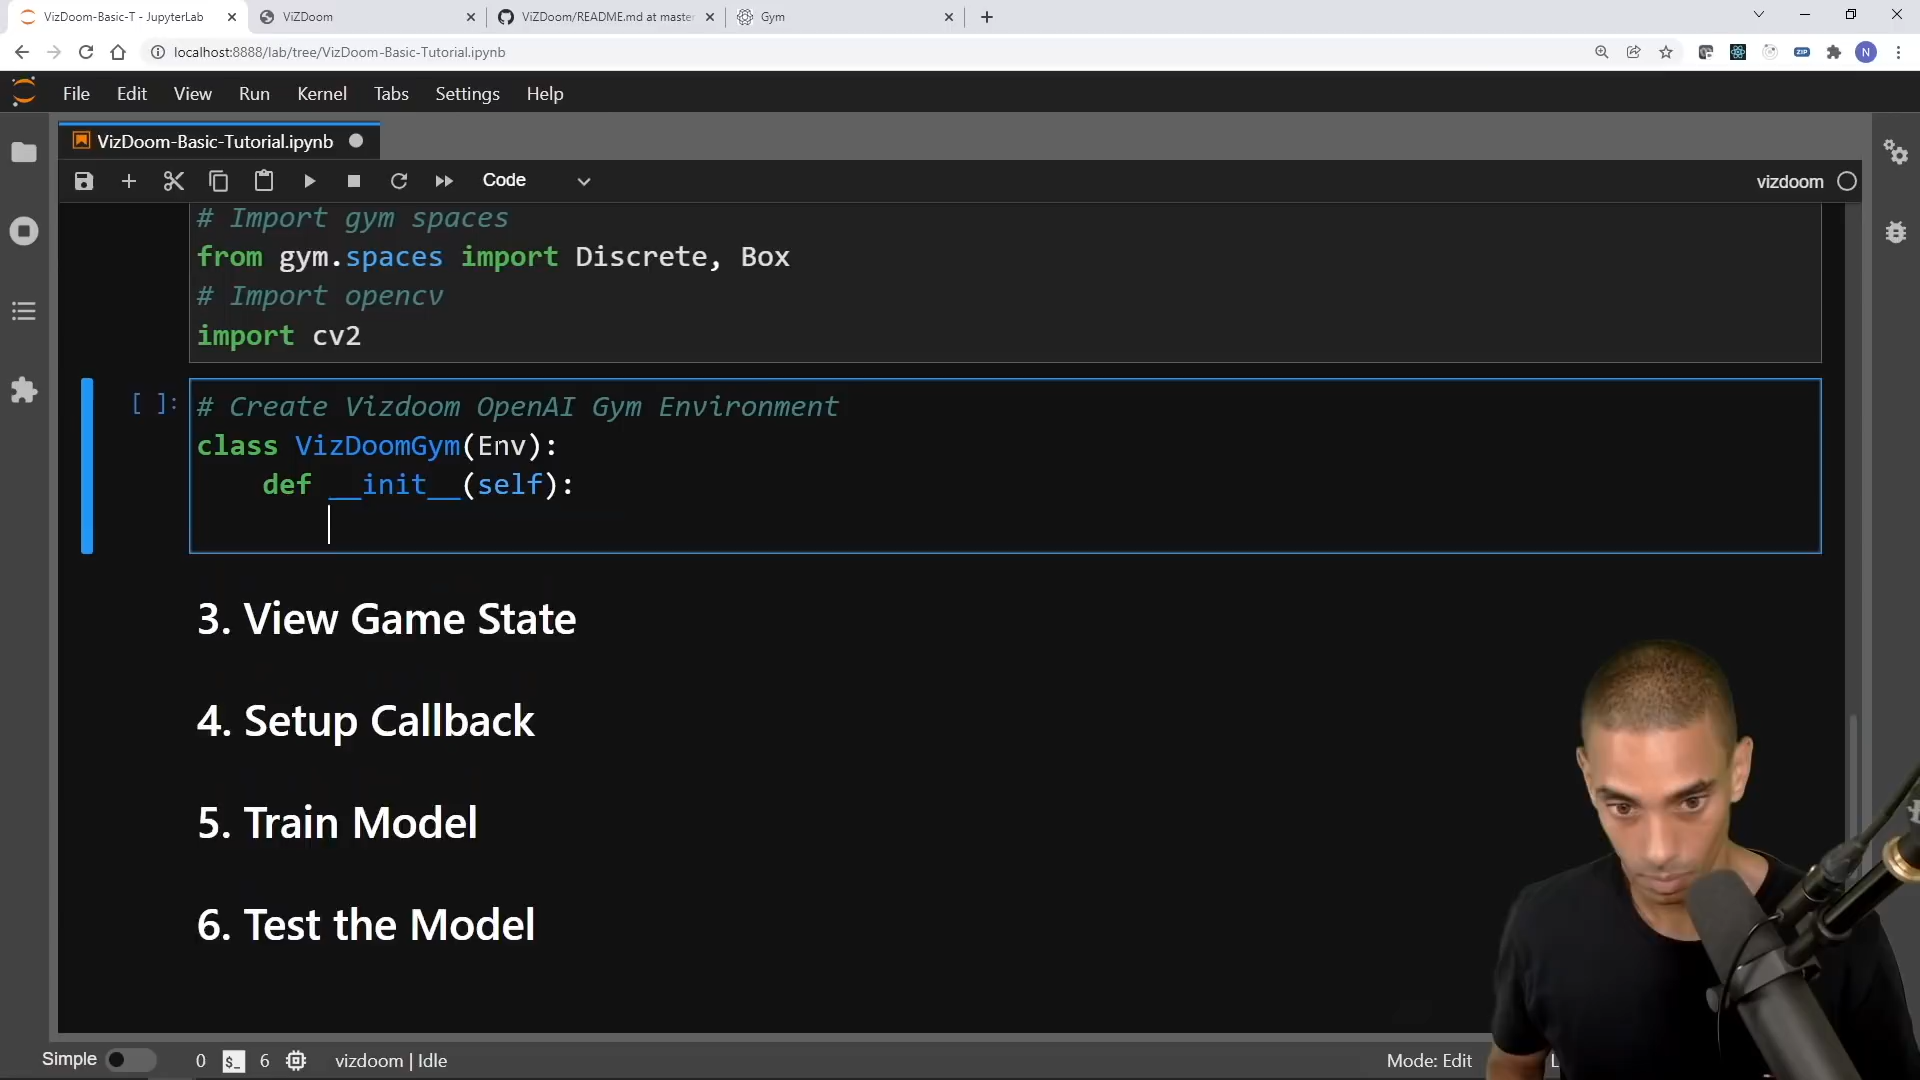 VizDoom-Basic-T - JupyterLab
ViZDoom
ViZDoom/README.md at master
Gym
localhost:8888/lab/tree/VizDoom-Basic-Tutorial.ipynb
ZIP
N
File Edit View Run Kernel Tabs Settings Help
VizDoom-Basic-Tutorial.ipynb
Code
vizdoom
# Import gym spaces
from gym.spaces import Discrete, Box
# Import opencv
import cv2
[ ]:
# Create Vizdoom OpenAI Gym Environment
class VizDoomGym(Env):
def __init__(self):
3. View Game State
4. Setup Callback
5. Train Model
6. Test the Model
Simple 0 $_ 6 vizdoom | Idle Mode: Edit